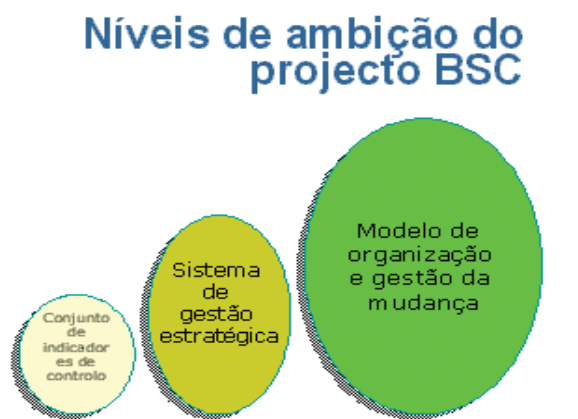 Níveis de ambição do
projecto BSC
Conjunto
de
indicador
es de
controlo
Sistema
de
gestão
estratégica
Modelo de
organização
e gestão da
mudança